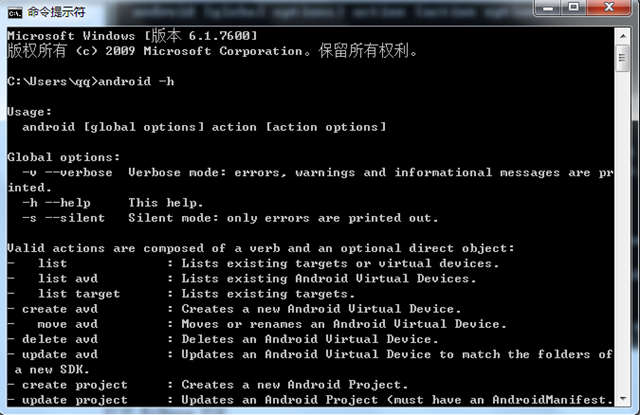 命令提示符
Microsoft Windows [版本 6.1.7600]
版权所有 (c) 2009 Microsoft Corporation。保留所有权利。
C:\Users\qq>android -h
Usage:
android [global options] action [action options]
Global options:
-v --verbose  Verbose mode: errors, warnings and informational messages are pr
inted.
-h --help     This help.
-s --silent   Silent mode: only errors are printed out.
Valid actions are composed of a verb and an optional direct object:
-   list              : Lists existing targets or virtual devices.
-   list avd          : Lists existing Android Virtual Devices.
-   list target       : Lists existing targets.
- create avd          : Creates a new Android Virtual Device.
-   move avd          : Moves or renames an Android Virtual Device.
- delete avd          : Deletes an Android Virtual Device.
- update avd          : Updates an Android Virtual Device to match the folders of
a new SDK.
- create project      : Creates a new Android Project.
- update project      : Updates an Android Project (must have an AndroidManifest.